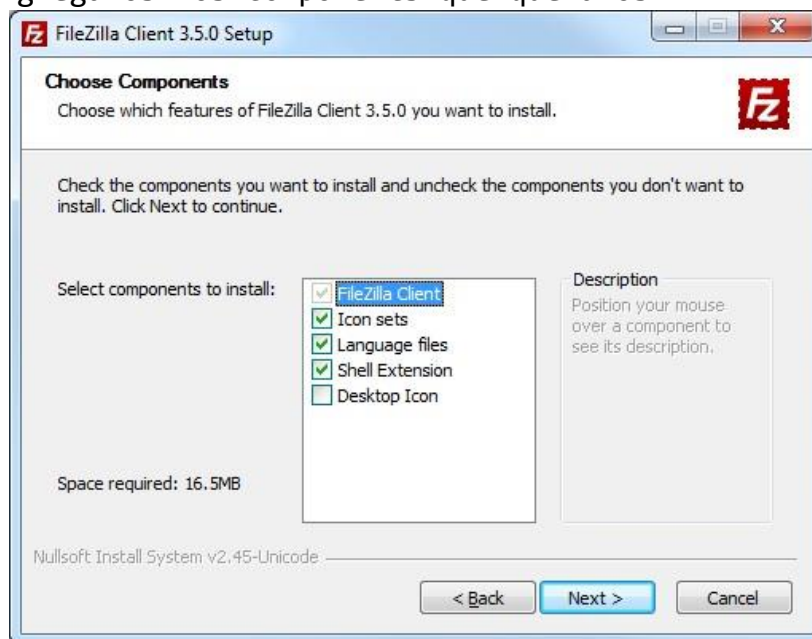 FileZilla Client 3.5.0 Setup
Choose Components
Choose which features of FileZilla Client 3.5.0 you want to install.
Fz
Check the components you want to install and uncheck the components you don't want to
install. Click Next to continue.
Select components to install:
FileZilla Client
Icon sets
Language files
Shell Extension
Desktop Icon
Description
Position your mouse
over a component to
see its description.
Space required: 16.5MB
Nullsoft Install System v2.45-Unicode
< Back
Next >
Cancel